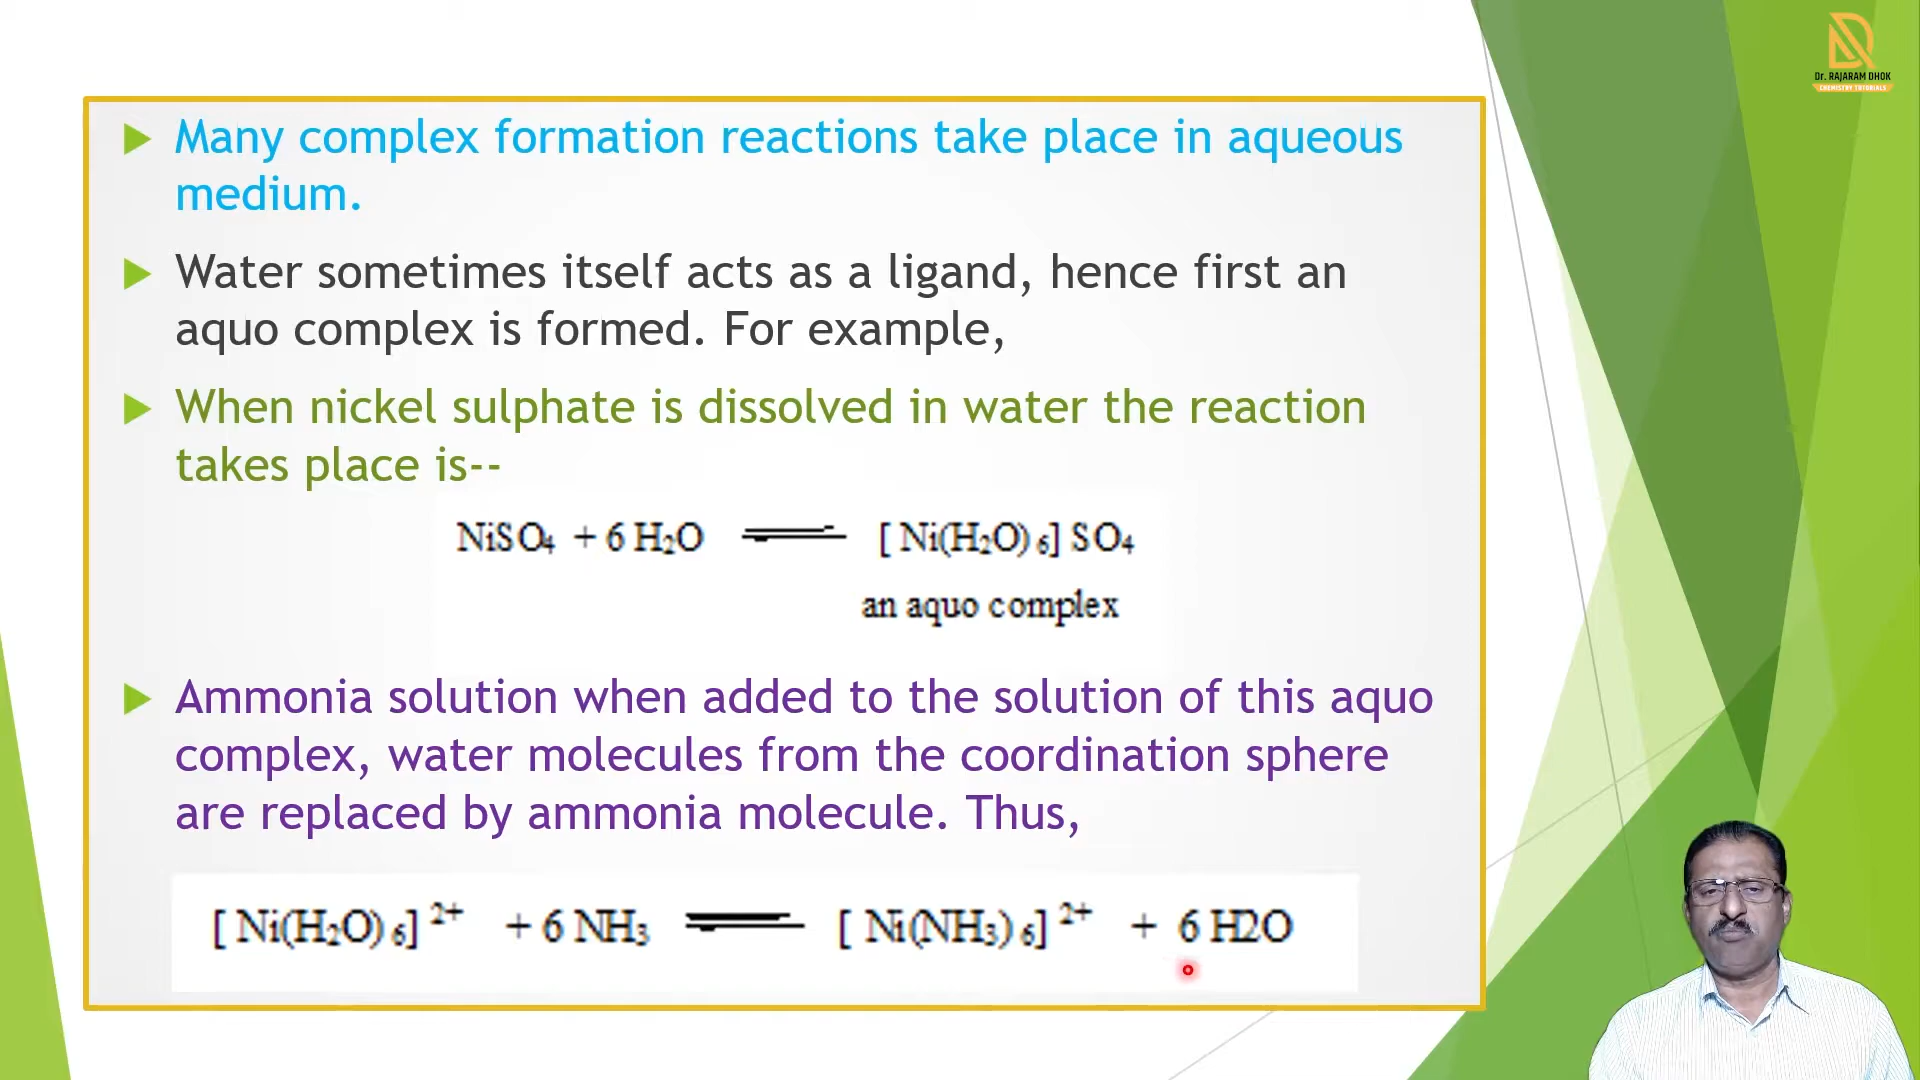 Dr. RAJARAM DHOK
CHEMISTRY TUTORIALS
Many complex formation reactions take place in aqueous
medium.
Water sometimes itself acts as a ligand, hence first an
aquo complex is formed. For example,
When nickel sulphate is dissolved in water the reaction
takes place is--
NiSO₄ + 6 H₂O ⇌ [ Ni(H₂O) ₆] SO₄
an aquo complex
Ammonia solution when added to the solution of this aquo
complex, water molecules from the coordination sphere
are replaced by ammonia molecule. Thus,
[ Ni(H₂O) ₆] ²⁺ + 6 NH₃ ⇌ [ Ni(NH₃) ₆] ²⁺ + 6 H2O